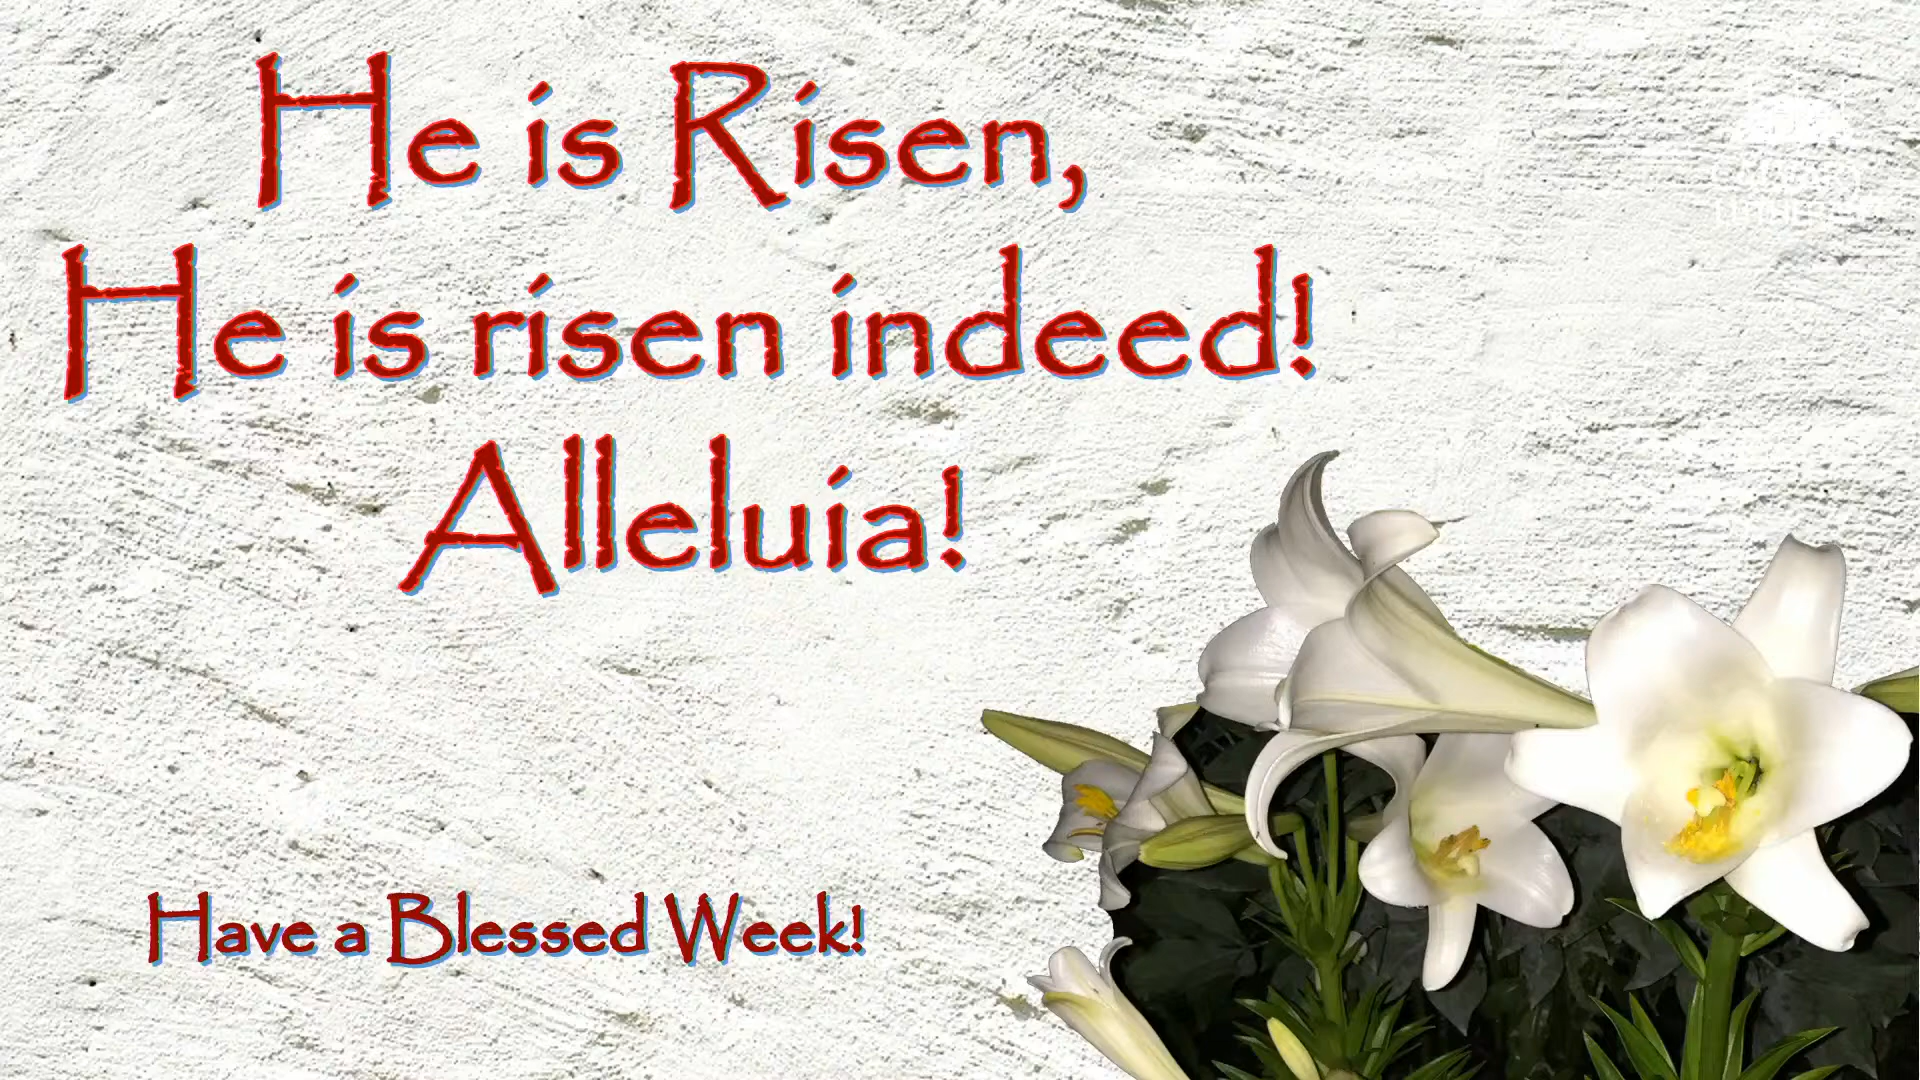 He is Risen,
He is risen indeed!
Alleluia!
Have a Blessed Week!